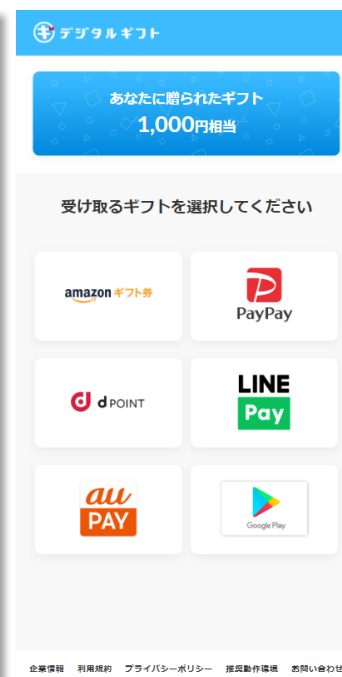 デジタルギフト
あなたに贈られたギフト
1,000円相当
受け取るギフトを選択してください
amazon ギフト券
PayPay
d POINT
LINE
Pay
au
PAY
Google Play
企業情報 利用規約 プライバシーポリシー 推奨動作環境 お問い合わせ